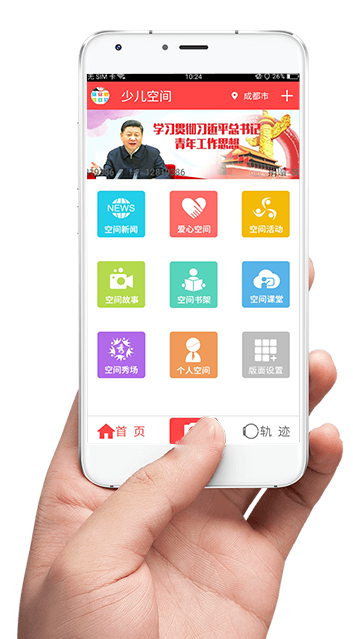 无 SIM 卡
10:24
26%
少儿空间
成都市
学习贯彻习近平总书记
青年工作思想
NEWS
空间新闻
爱心空间
空间活动
空间故事
空间书架
空间课堂
空间秀场
个人空间
版面设置
首 页
轨 迹